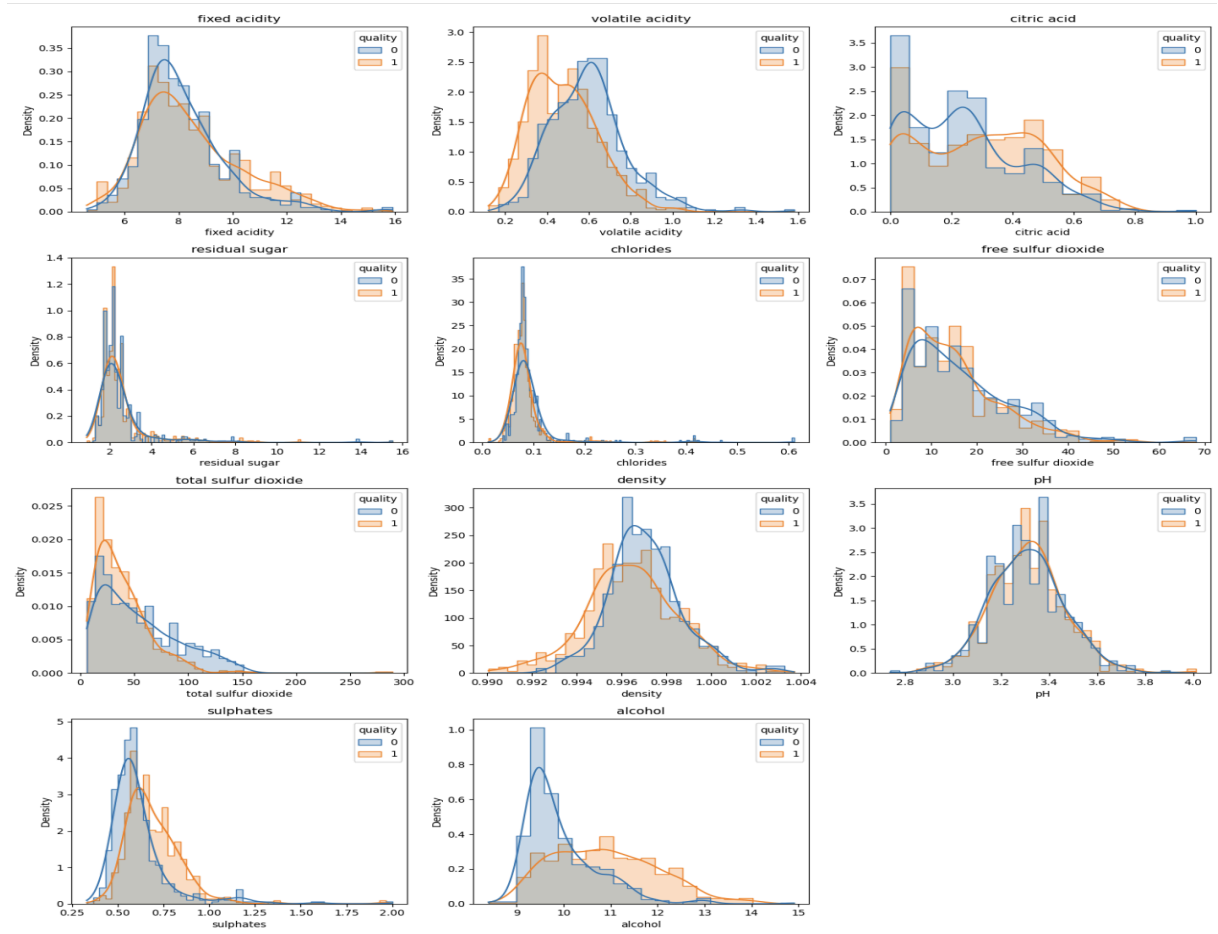 fixed acidity
volatile acidity
citric acid
Density
0.35
0.30
0.25
0.20
0.15
0.10
0.05
0.00
quality
0
1
6 8 10 12 14 16
fixed acidity
Density
3.0
2.5
2.0
1.5
1.0
0.5
0.0
quality
0
1
0.2 0.4 0.6 0.8 1.0 1.2 1.4 1.6
volatile acidity
Density
3.5
3.0
2.5
2.0
1.5
1.0
0.5
0.0
quality
0
1
0.0 0.2 0.4 0.6 0.8 1.0
citric acid
residual sugar
chlorides
free sulfur dioxide
Density
1.4
1.2
1.0
0.8
0.6
0.4
0.2
0.0
quality
0
1
2 4 6 8 10 12 14 16
residual sugar
Density
35
30
25
20
15
10
5
0
quality
0
1
0.0 0.1 0.2 0.3 0.4 0.5 0.6
chlorides
Density
0.07
0.06
0.05
0.04
0.03
0.02
0.01
0.00
quality
0
1
0 10 20 30 40 50 60 70
free sulfur dioxide
total sulfur dioxide
density
pH
Density
0.025
0.020
0.015
0.010
0.005
0.000
quality
0
1
0 50 100 150 200 250 300
total sulfur dioxide
Density
300
250
200
150
100
50
0
quality
0
1
0.990 0.992 0.994 0.996 0.998 1.000 1.002 1.004
density
Density
3.5
3.0
2.5
2.0
1.5
1.0
0.5
0.0
quality
0
1
2.8 3.0 3.2 3.4 3.6 3.8 4.0
pH
sulphates
alcohol
Density
5
4
3
2
1
0
quality
0
1
0.25 0.50 0.75 1.00 1.25 1.50 1.75 2.00
sulphates
Density
1.0
0.8
0.6
0.4
0.2
0.0
quality
0
1
9 10 11 12 13 14 15
alcohol